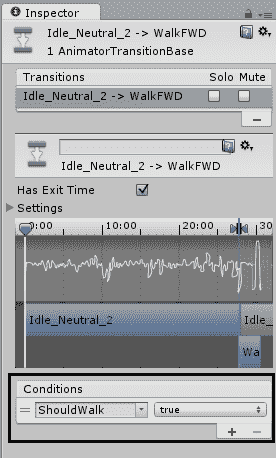 Inspector
Idle_Neutral_2 -> WalkFWD
1 AnimatorTransitionBase
Transitions Solo Mute
Idle_Neutral_2 -> WalkFWD
Idle_Neutral_2 -> WalkFWD
Has Exit Time
Settings
0:00 10:00 20:00 30
Idle_Neutral_2 Idle_
Wa
Conditions
ShouldWalk true